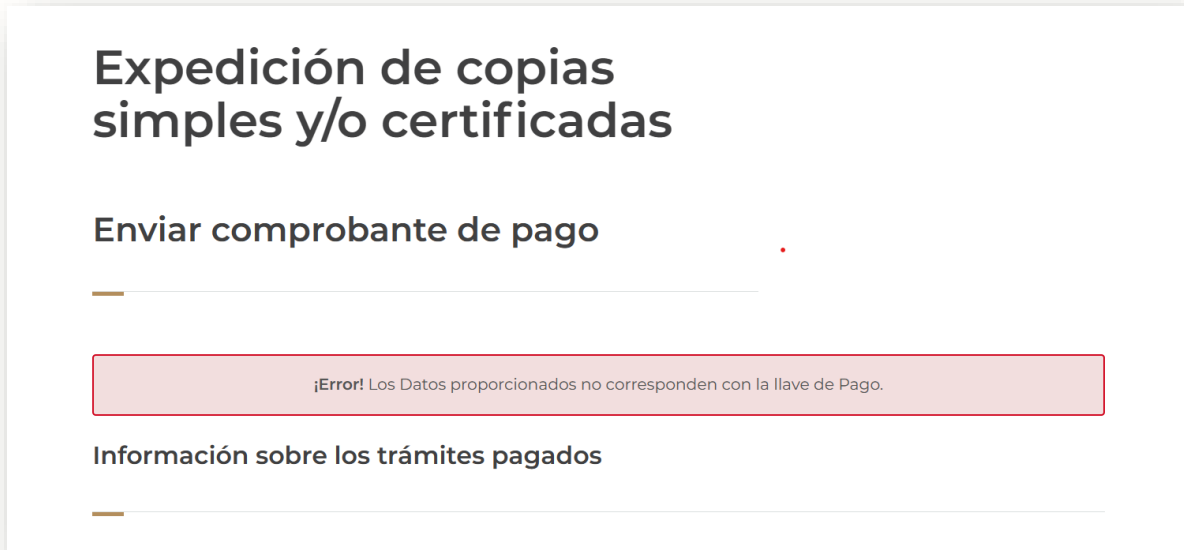 Expedición de copias
simples y/o certificadas
Enviar comprobante de pago
¡Error! Los Datos proporcionados no corresponden con la llave de Pago.
Información sobre los trámites pagados